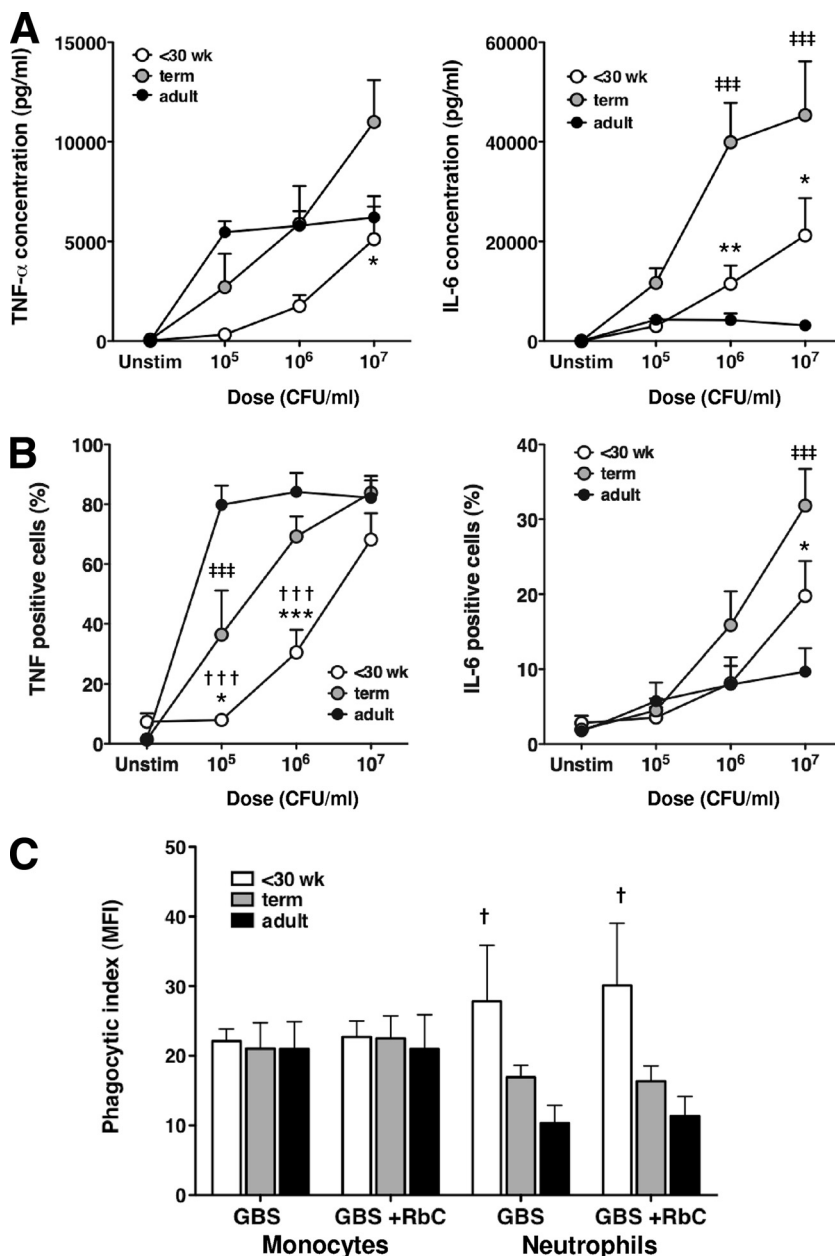 A
TNF-α concentration (pg/ml)
15000
10000
5000
0
<30 wk
term
adult
*
Unstim 10⁵ 10⁶ 10⁷
Dose (CFU/ml)
IL-6 concentration (pg/ml)
60000
40000
20000
0
<30 wk
term
adult
‡‡‡
‡‡‡
*
**
Unstim 10⁵ 10⁶ 10⁷
Dose (CFU/ml)
B
TNF positive cells (%)
100
80
60
40
20
0
‡‡‡
†††
***
†††
*
<30 wk
term
adult
Unstim 10⁵ 10⁶ 10⁷
Dose (CFU/ml)
IL-6 positive cells (%)
40
30
20
10
0
<30 wk
term
adult
‡‡‡
*
Unstim 10⁵ 10⁶ 10⁷
Dose (CFU/ml)
C
Phagocytic index (MFI)
50
40
30
20
10
0
<30 wk
term
adult
†
†
GBS GBS +RbC GBS GBS +RbC
Monocytes Neutrophils